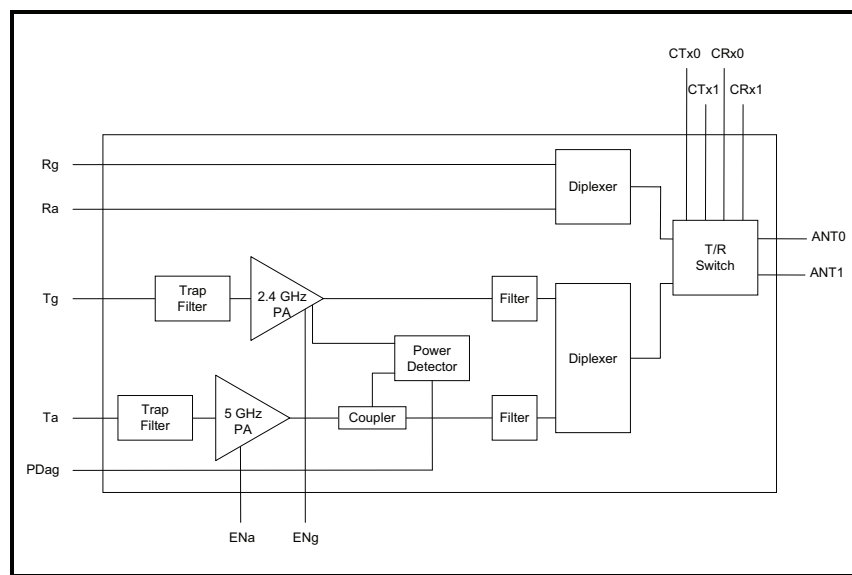 CTx0
CRx0
CTx1
CRx1
Rg
Diplexer
Ra
T/R
Switch
ANT0
ANT1
Tg
Trap
Filter
2.4 GHz
PA
Filter
Power
Detector
Diplexer
Ta
Trap
Filter
5 GHz
PA
Coupler
Filter
PDag
ENa
ENg